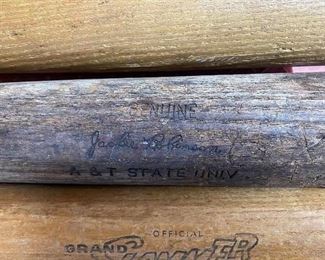 GENUINE
Jackie Robinson
A & T STATE UNIV.
OFFICIAL
GRAND SLAMMER